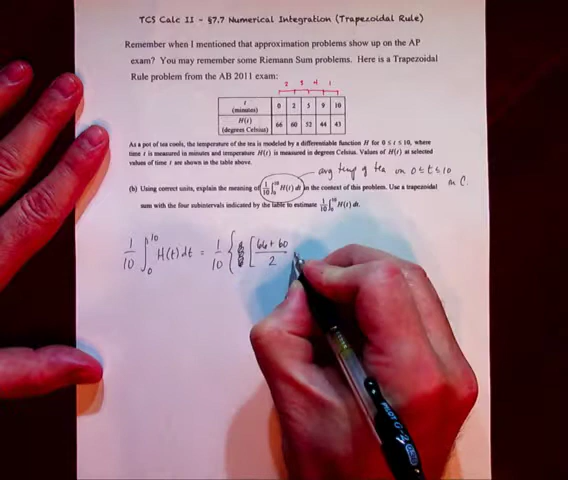 TCS Calc II - §7.7 Numerical Integration (Trapezoidal Rule)
Remember when I mentioned that approximation problems show up on the AP
exam? You may remember some Riemann Sum problems. Here is a Trapezoidal
Rule problem from the AB 2011 exam:
2 3 4 1
t (minutes) 0 2 5 9 10
H(t) (degrees Celsius) 66 60 52 44 43
As a pot of tea cools, the temperature of the tea is modeled by a differentiable function H for 0 ≤ t ≤ 10, where
time t is measured in minutes and temperature H(t) is measured in degrees Celsius. Values of H(t) at selected
values of time t are shown in the table above.
avg temp of tea on 0 ≤ t ≤ 10
in C.
(b) Using correct units, explain the meaning of 1/10 ∫₀¹⁰ H(t) dt in the context of this problem. Use a trapezoidal
sum with the four subintervals indicated by the table to estimate 1/10 ∫₀¹⁰ H(t) dt.
1/10 ∫₀¹⁰ H(t) dt = 1/10 { [ (66 + 60)/2
PILOT G-2